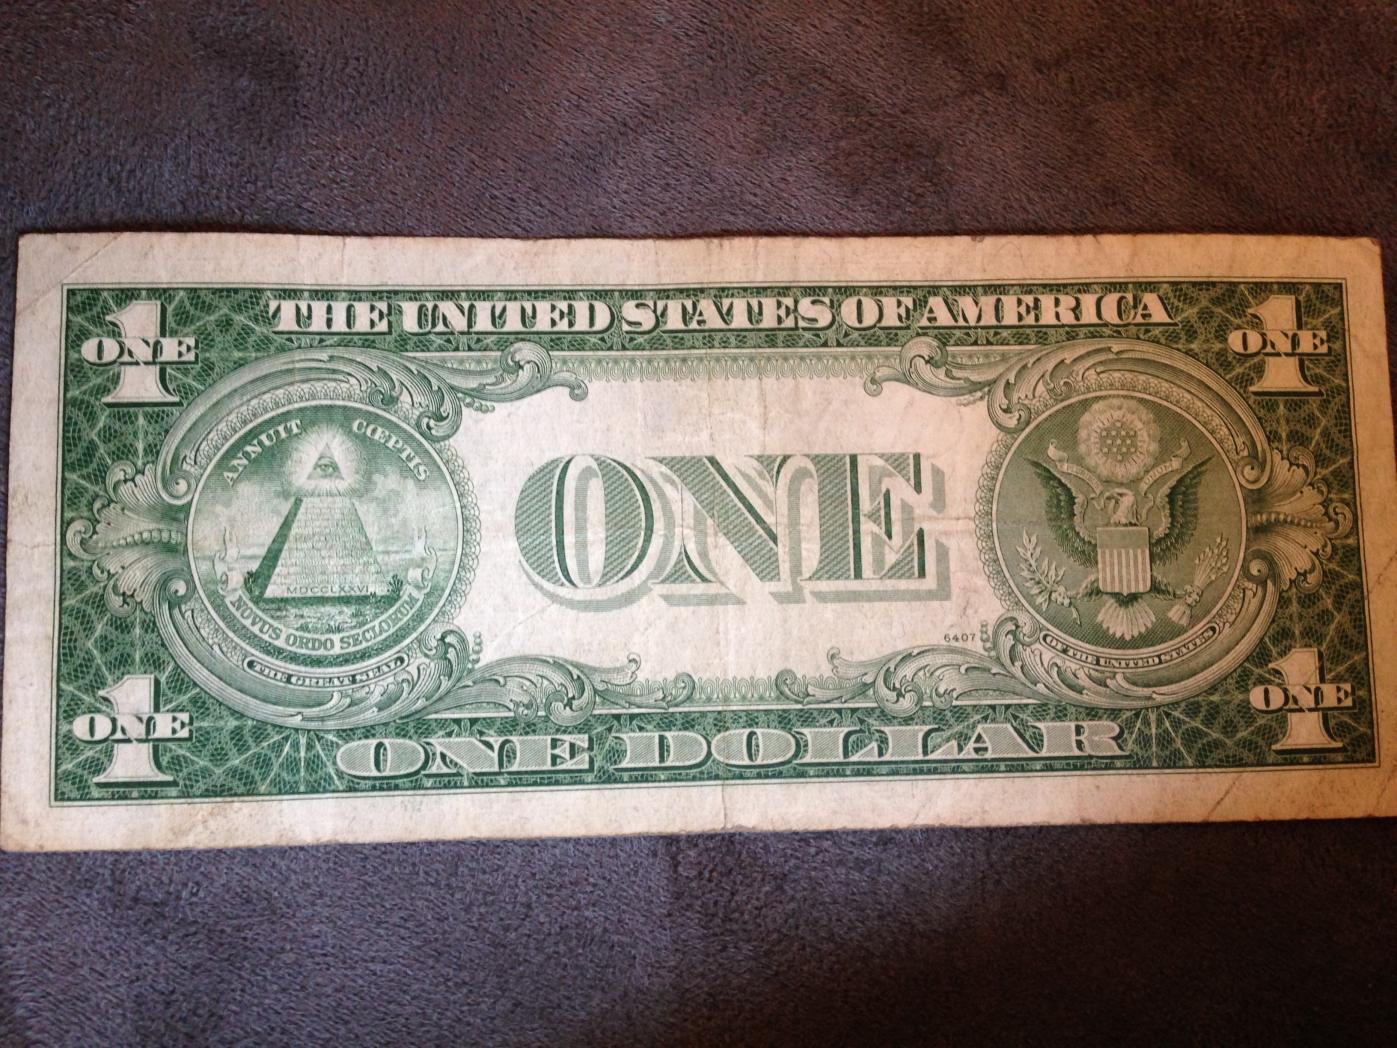 THE UNITED STATES OF AMERICA
1
ONE
1
ONE
ANNUIT CŒPTIS
MDCCLXXVI
NOVUS ORDO SECLORUM
THE GREAT SEAL
ONE
6407
OF THE UNITED STATES
1
ONE
1
ONE
ONE DOLLAR